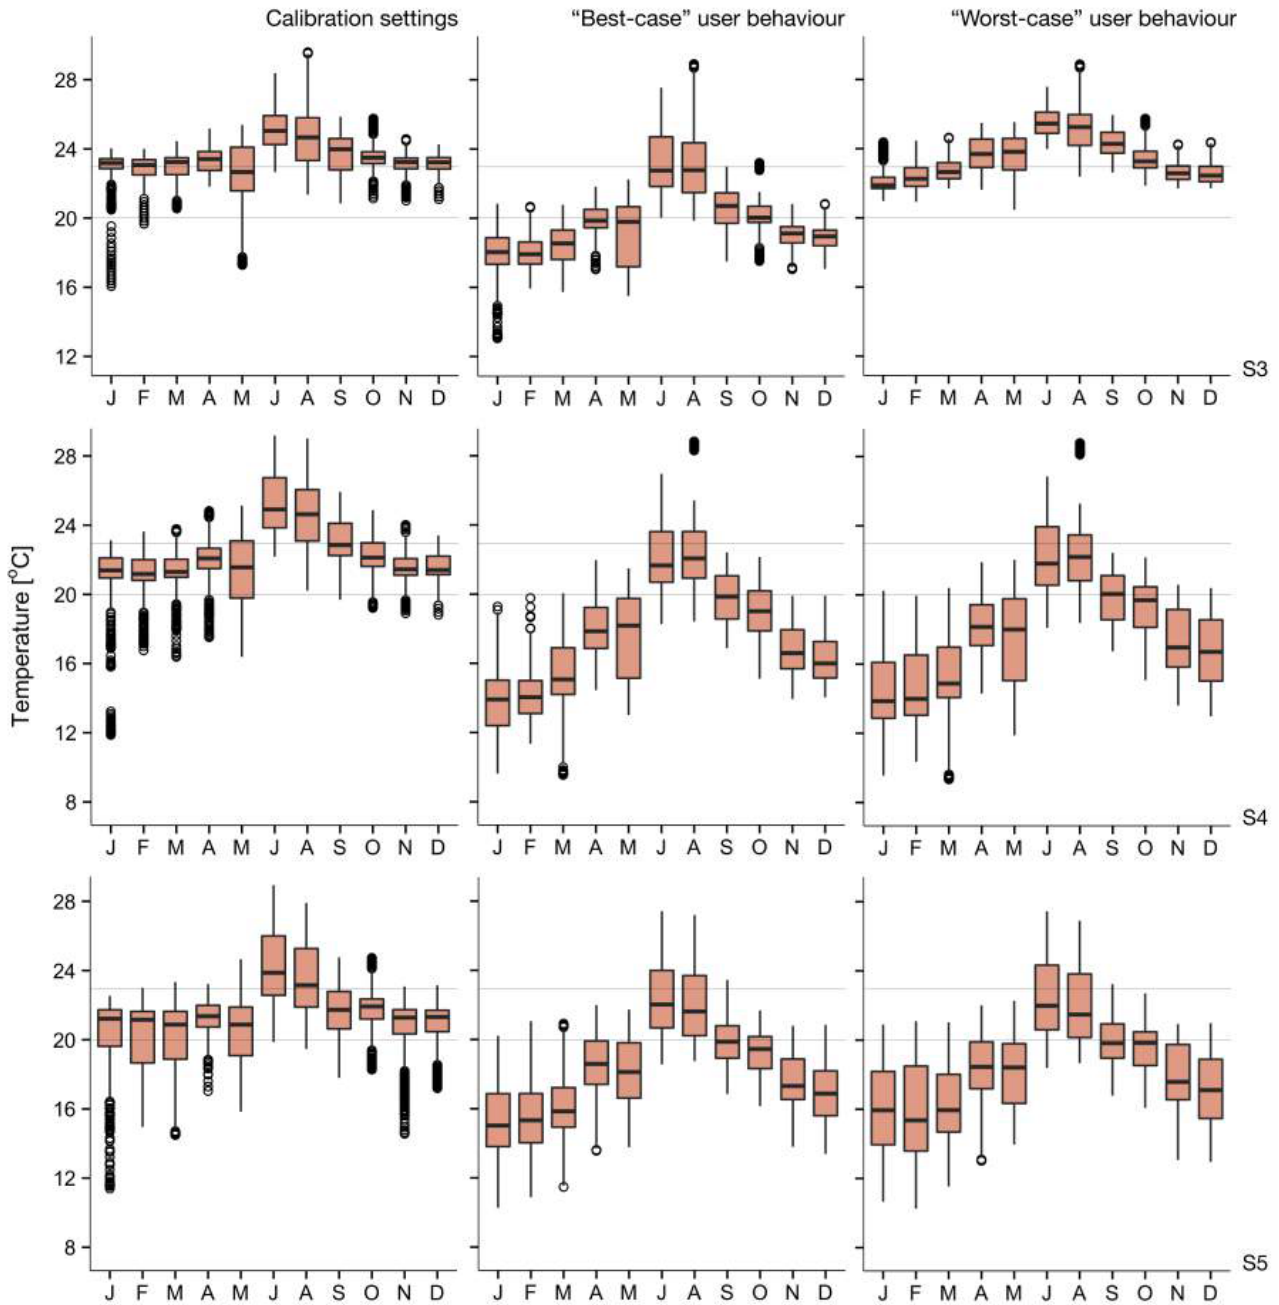 Calibration settings “Best-case” user behaviour “Worst-case” user behaviour
28
24
20
16
12
J F M A M J A S O N D J F M A M J A S O N D J F M A M J A S O N D
S3
28
24
20
16
12
8
J F M A M J A S O N D J F M A M J A S O N D J F M A M J A S O N D
S4
Temperature [°C]
28
24
20
16
12
8
J F M A M J A S O N D J F M A M J A S O N D J F M A M J A S O N D
S5